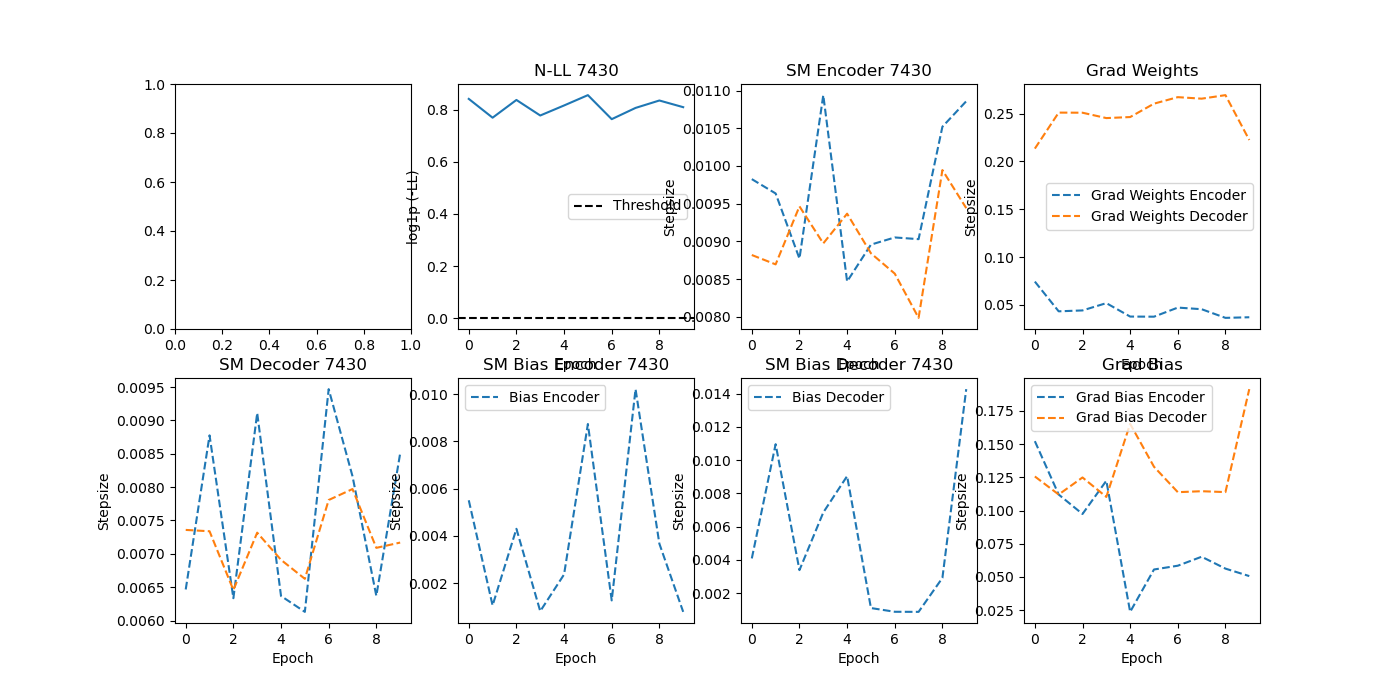 N-LL 7430
SM Encoder 7430
Grad Weights
1.0
0.8
0.6
0.4
0.2
0.0
0.0 0.2 0.4 0.6 0.8 1.0
log1p (-LL)
0.8
0.6
0.4
0.2
0.0
Threshold
0 2 4 6 8
Epoch
Stepsize
0.0110
0.0105
0.0100
0.0095
0.0090
0.0085
0.0080
0 2 4 6 8
Epoch
Stepsize
0.25
0.20
0.15
0.10
0.05
Grad Weights Encoder
Grad Weights Decoder
0 2 4 6 8
Epoch
SM Decoder 7430
SM Bias Encoder 7430
SM Bias Decoder 7430
Grad Bias
Stepsize
0.0095
0.0090
0.0085
0.0080
0.0075
0.0070
0.0065
0.0060
0 2 4 6 8
Epoch
Stepsize
0.010
0.008
0.006
0.004
0.002
Bias Encoder
0 2 4 6 8
Epoch
Stepsize
0.014
0.012
0.010
0.008
0.006
0.004
0.002
Bias Decoder
0 2 4 6 8
Epoch
Stepsize
0.175
0.150
0.125
0.100
0.075
0.050
0.025
Grad Bias Encoder
Grad Bias Decoder
0 2 4 6 8
Epoch